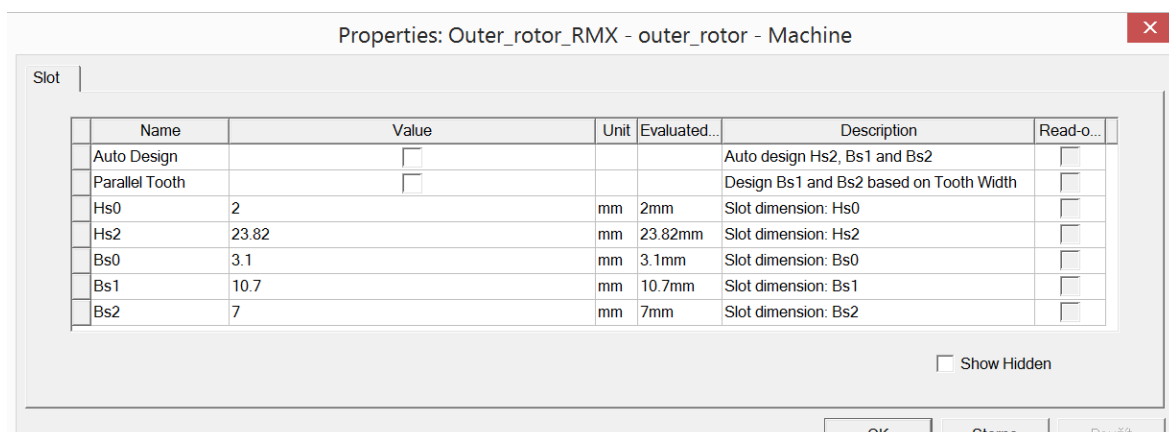 Properties: Outer_rotor_RMX - outer_rotor - Machine
Slot
Name Value Unit Evaluated... Description Read-o...
Auto Design Auto design Hs2, Bs1 and Bs2
Parallel Tooth Design Bs1 and Bs2 based on Tooth Width
Hs0 2 mm 2mm Slot dimension: Hs0
Hs2 23.82 mm 23.82mm Slot dimension: Hs2
Bs0 3.1 mm 3.1mm Slot dimension: Bs0
Bs1 10.7 mm 10.7mm Slot dimension: Bs1
Bs2 7 mm 7mm Slot dimension: Bs2
Show Hidden
OK